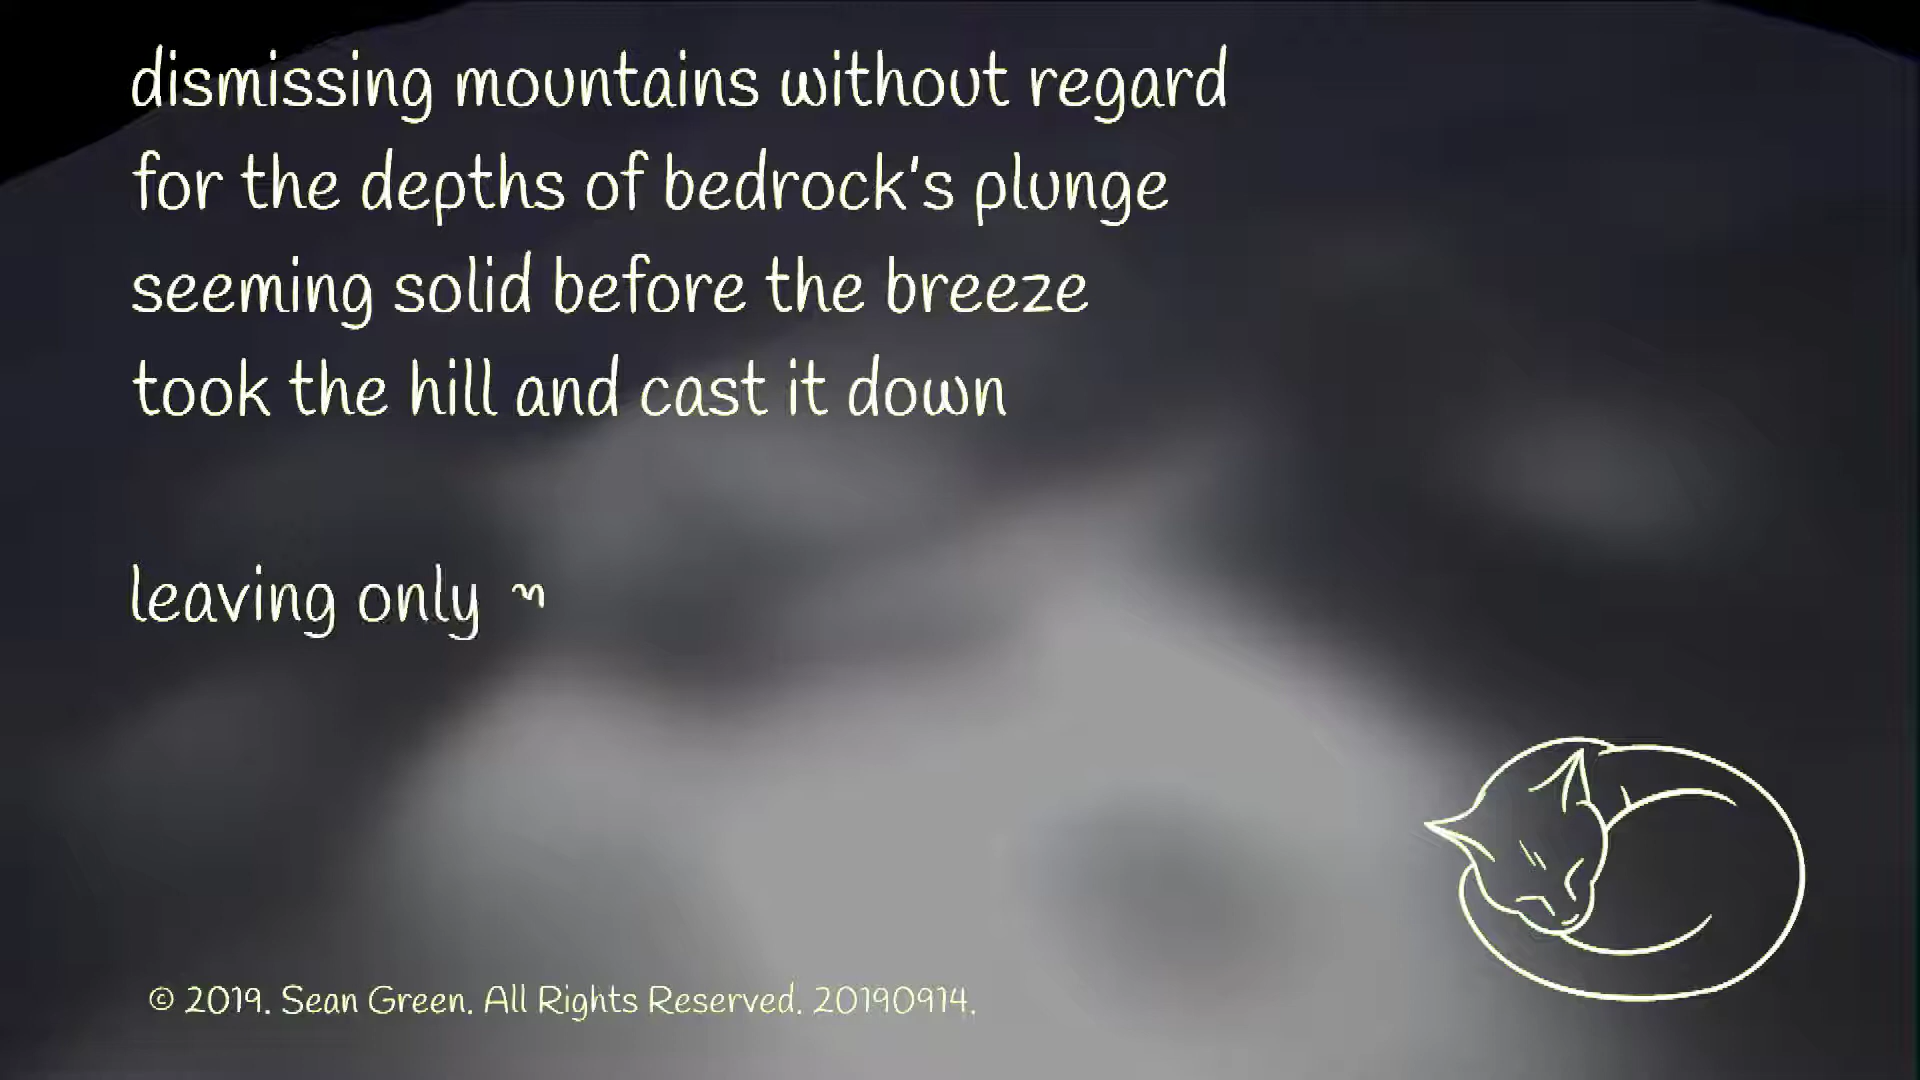 dismissing mountains without regard
for the depths of bedrock's plunge
seeming solid before the breeze
took the hill and cast it down
leaving only
© 2019. Sean Green. All Rights Reserved. 20190914.